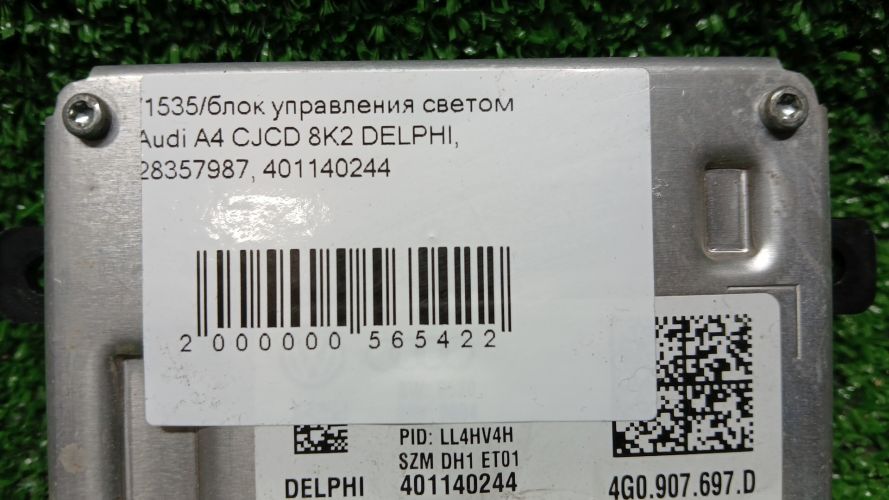 71535/блок управления светом
Audi A4 CJCD 8K2 DELPHI,
28357987, 401140244
2 000000 565422
PID: LL4HV4H
SZM DH1 ET01
DELPHI 401140244
4G0.907.697.D